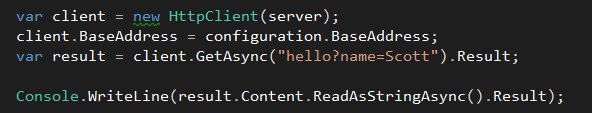 var client = new HttpClient(server);
client.BaseAddress = configuration.BaseAddress;
var result = client.GetAsync("hello?name=Scott").Result;
Console.WriteLine(result.Content.ReadAsStringAsync().Result);